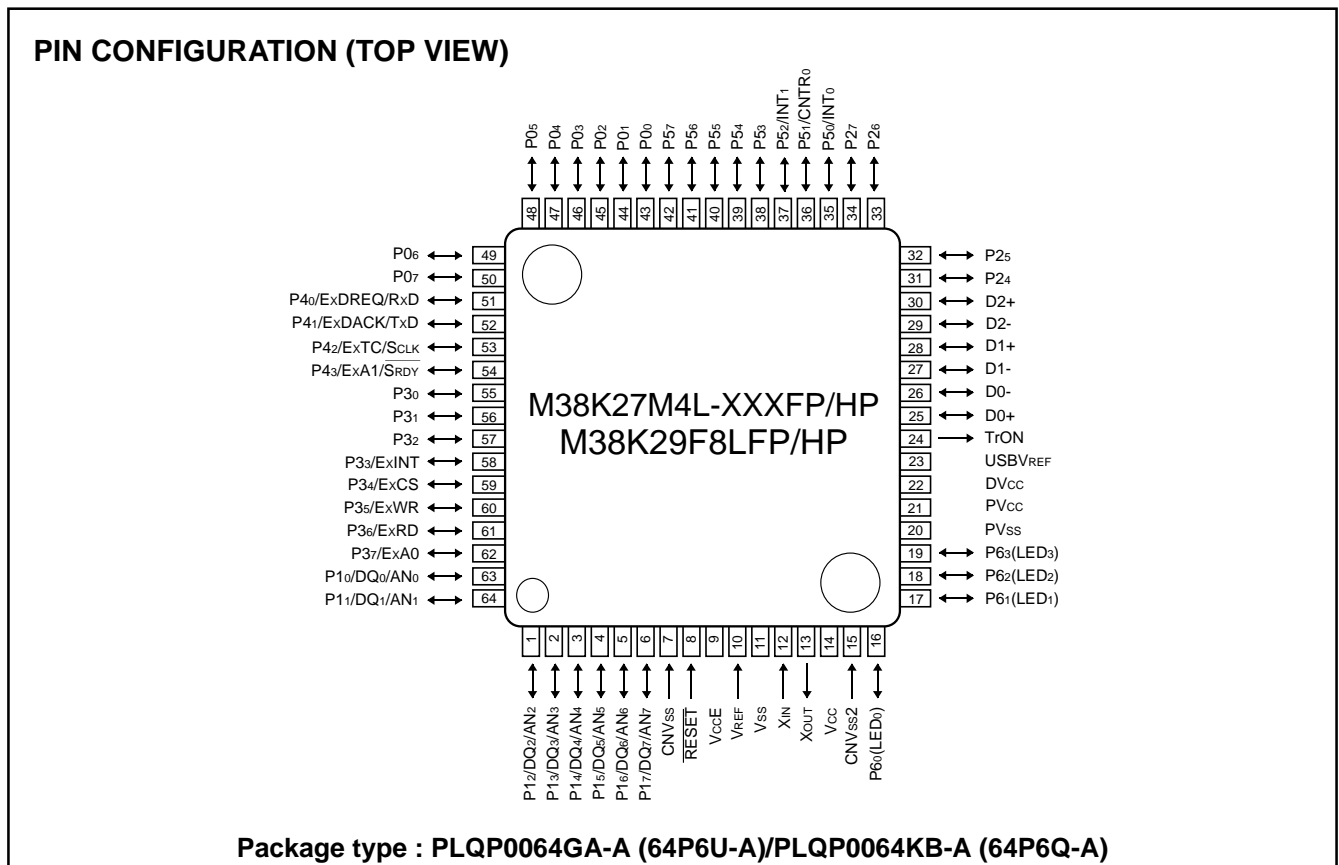 PIN CONFIGURATION (TOP VIEW)
P05
P04
P03
P02
P01
P00
P57
P56
P55
P54
P53
P52/INT1
P51/CNTR0
P50/INT0
P27
P26
48
47
46
45
44
43
42
41
40
39
38
37
36
35
34
33
P06 49
P07 50
P40/EXDREQ/RXD 51
P41/EXDACK/TXD 52
P42/EXTC/SCLK 53
P43/EXA1/SRDY 54
P30 55
P31 56
P32 57
P33/EXINT 58
P34/EXCS 59
P35/EXWR 60
P36/EXRD 61
P37/EXA0 62
P10/DQ0/AN0 63
P11/DQ1/AN1 64
M38K27M4L-XXXFP/HP
M38K29F8LFP/HP
32 P25
31 P24
30 D2+
29 D2-
28 D1+
27 D1-
26 D0-
25 D0+
24 TrON
23 USBVREF
22 DVCC
21 PVCC
20 PVSS
19 P63(LED3)
18 P62(LED2)
17 P61(LED1)
1
2
3
4
5
6
7
8
9
10
11
12
13
14
15
16
P12/DQ2/AN2
P13/DQ3/AN3
P14/DQ4/AN4
P15/DQ5/AN5
P16/DQ6/AN6
P17/DQ7/AN7
CNVSS
RESET
VCCE
VREF
VSS
XIN
XOUT
VCC
CNVSS2
P60(LED0)
Package type : PLQP0064GA-A (64P6U-A)/PLQP0064KB-A (64P6Q-A)